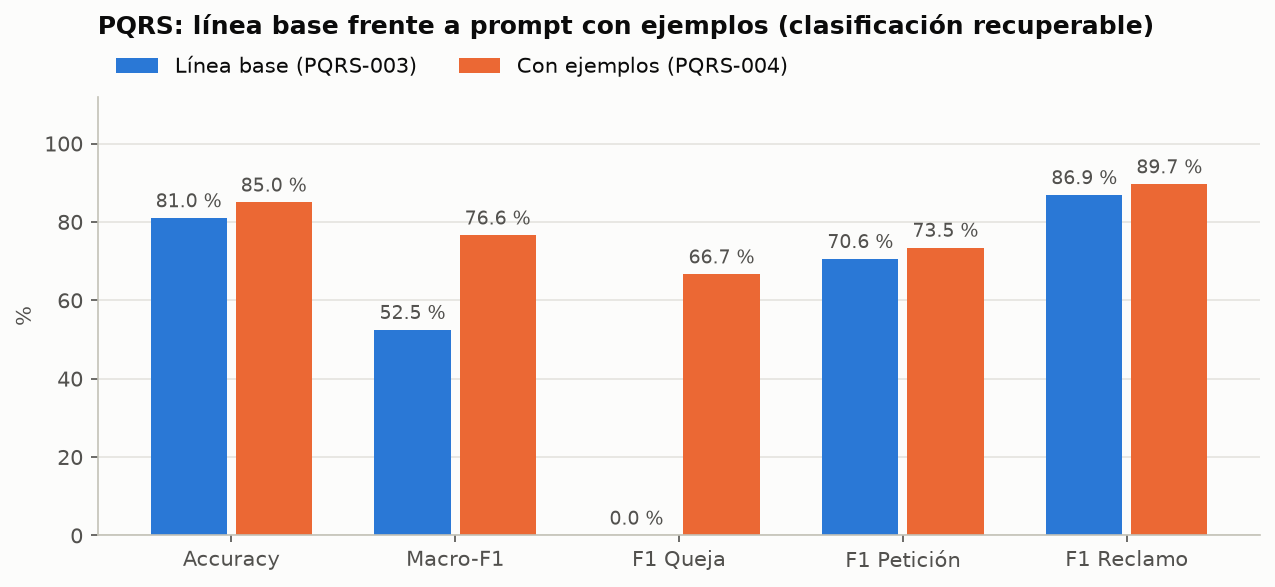 PQRS: línea base frente a prompt con ejemplos (clasificación recuperable)
Línea base (PQRS-003)
Con ejemplos (PQRS-004)
%
100
80
60
40
20
0
81.0 %
85.0 %
52.5 %
76.6 %
0.0 %
66.7 %
70.6 %
73.5 %
86.9 %
89.7 %
Accuracy
Macro-F1
F1 Queja
F1 Petición
F1 Reclamo